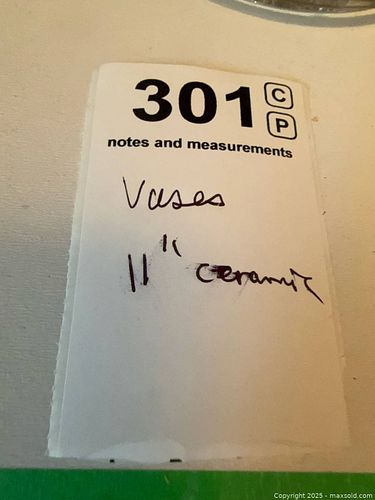 301 C
P
notes and measurements
Vases
11" ceramic
Copyright 2025 - maxsold.com